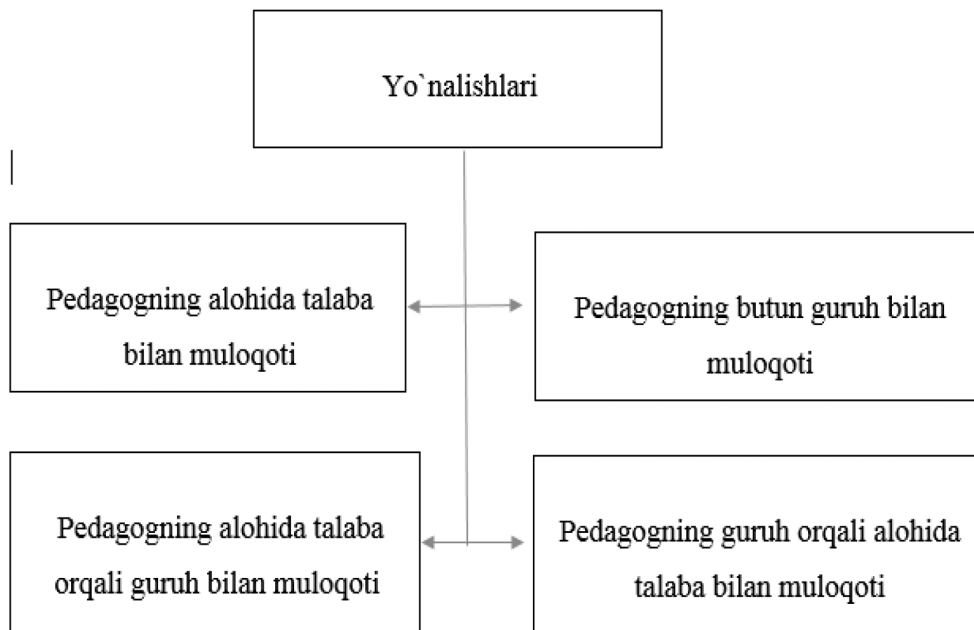 Yo`nalishlari
Pedagogning alohida talaba
bilan muloqoti
Pedagogning butun guruh bilan
muloqoti
Pedagogning alohida talaba
orqali guruh bilan muloqoti
Pedagogning guruh orqali alohida
talaba bilan muloqoti